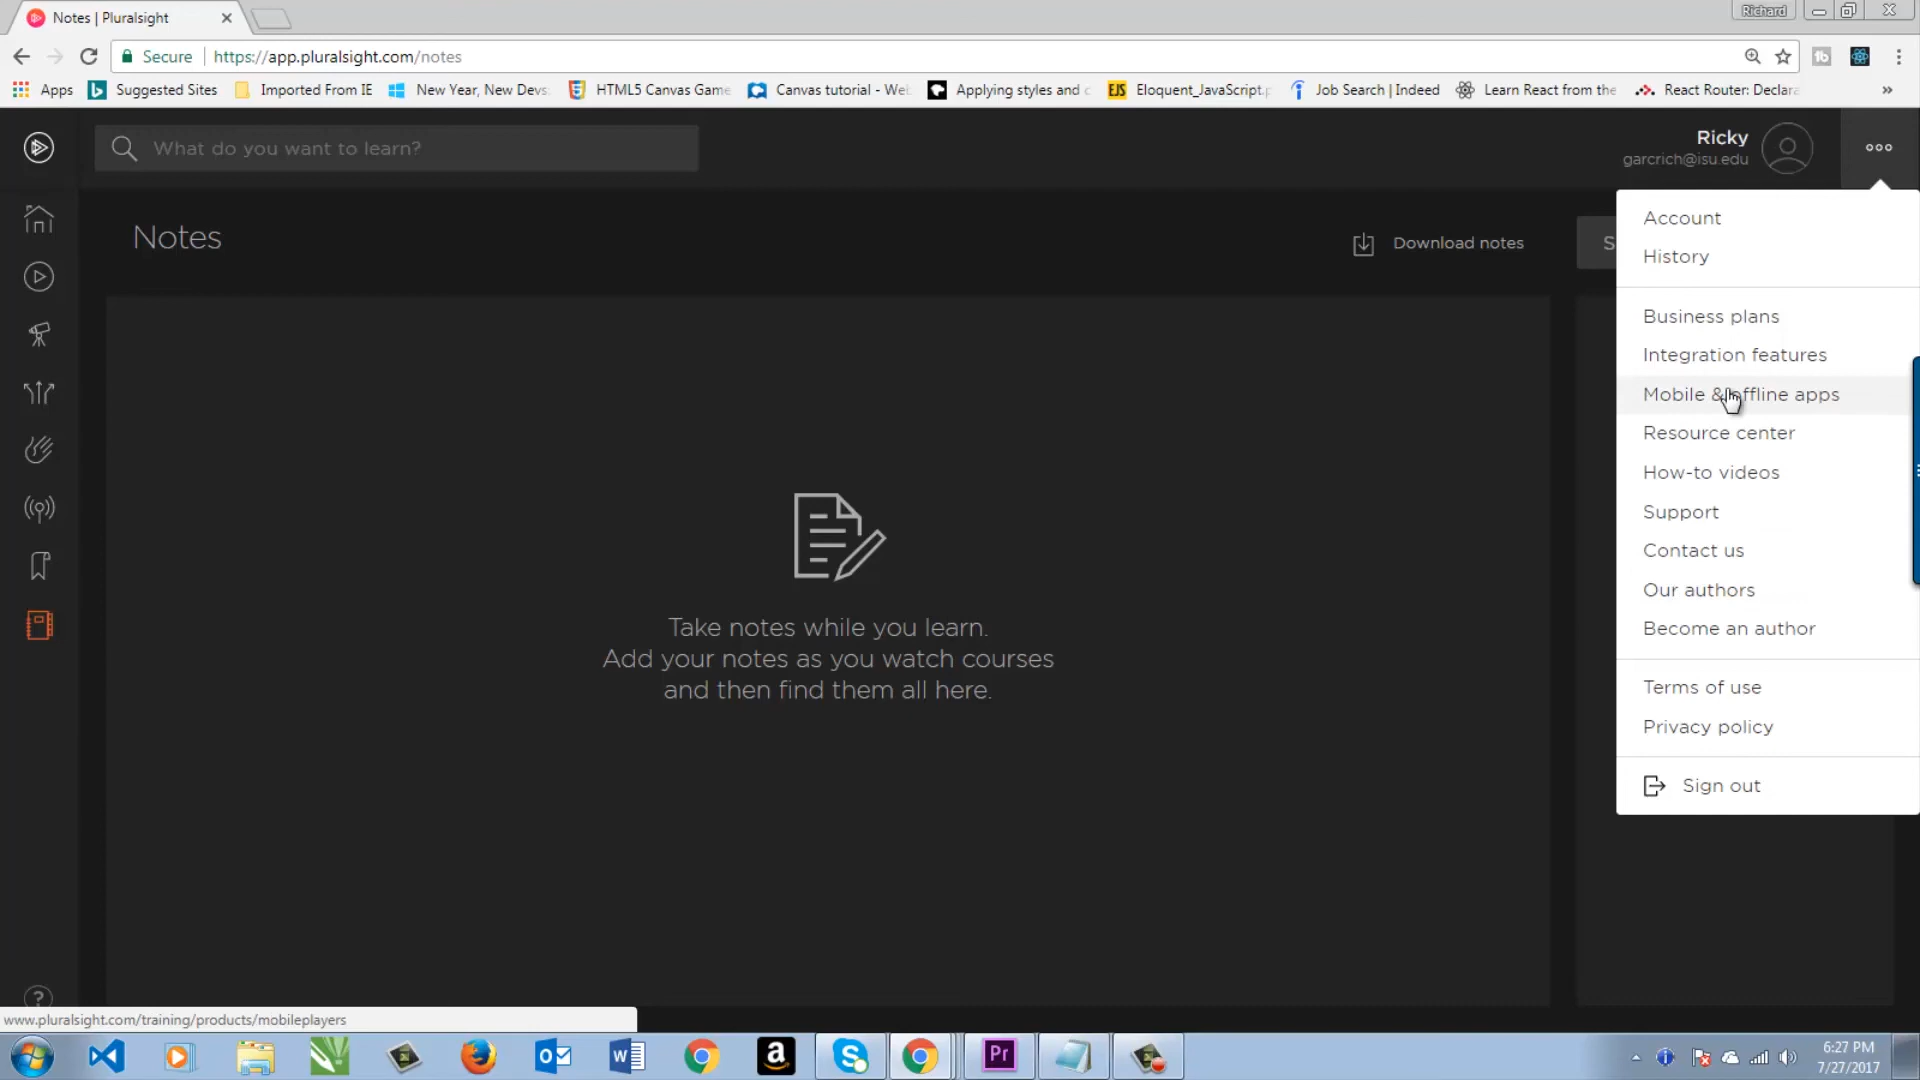 Notes | Pluralsight
Richard
Secure https://app.pluralsight.com/notes
Apps Suggested Sites Imported From IE New Year, New Devs: HTML5 Canvas Game Canvas tutorial - We Applying styles and c EJS Eloquent_JavaScript.p Job Search | Indeed Learn React from the React Router: Declara »
What do you want to learn?
Ricky
garcrich@isu.edu
Notes
Download notes
S
Account
History
Business plans
Integration features
Mobile & offline apps
Resource center
How-to videos
Support
Contact us
Our authors
Become an author
Terms of use
Privacy policy
Sign out
Take notes while you learn.
Add your notes as you watch courses
and then find them all here.
?
www.pluralsight.com/training/products/mobileplayers
Pr
6:27 PM
7/27/2017